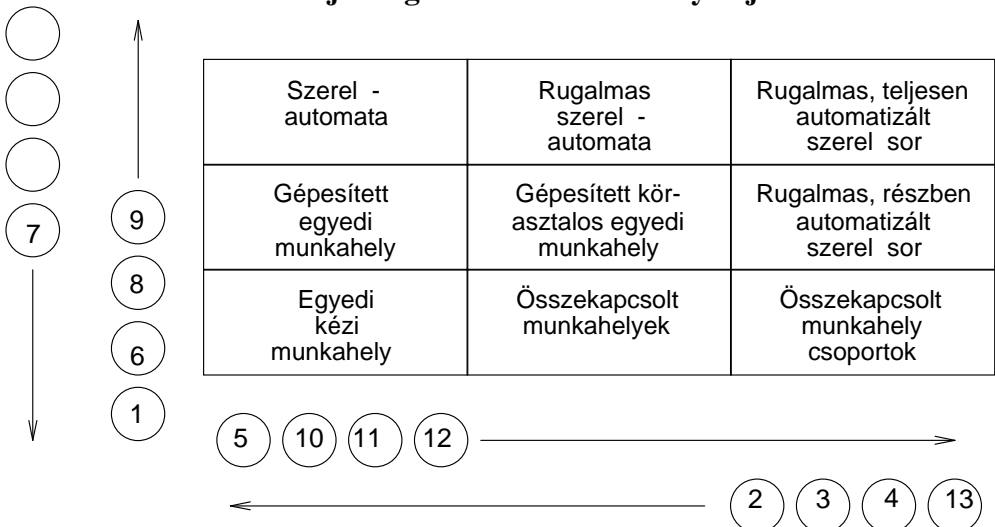 Szerel -
automata
Rugalmas
szerel -
automata
Rugalmas, teljesen
automatizált
szerel sor
Gépesített
egyedi
munkahely
Gépesített kör-
asztalos egyedi
munkahely
Rugalmas, részben
automatizált
szerel sor
Egyedi
kézi
munkahely
Összekapcsolt
munkahelyek
Összekapcsolt
munkahely
csoportok
7
9
8
6
1
5 10 11 12
2 3 4 13